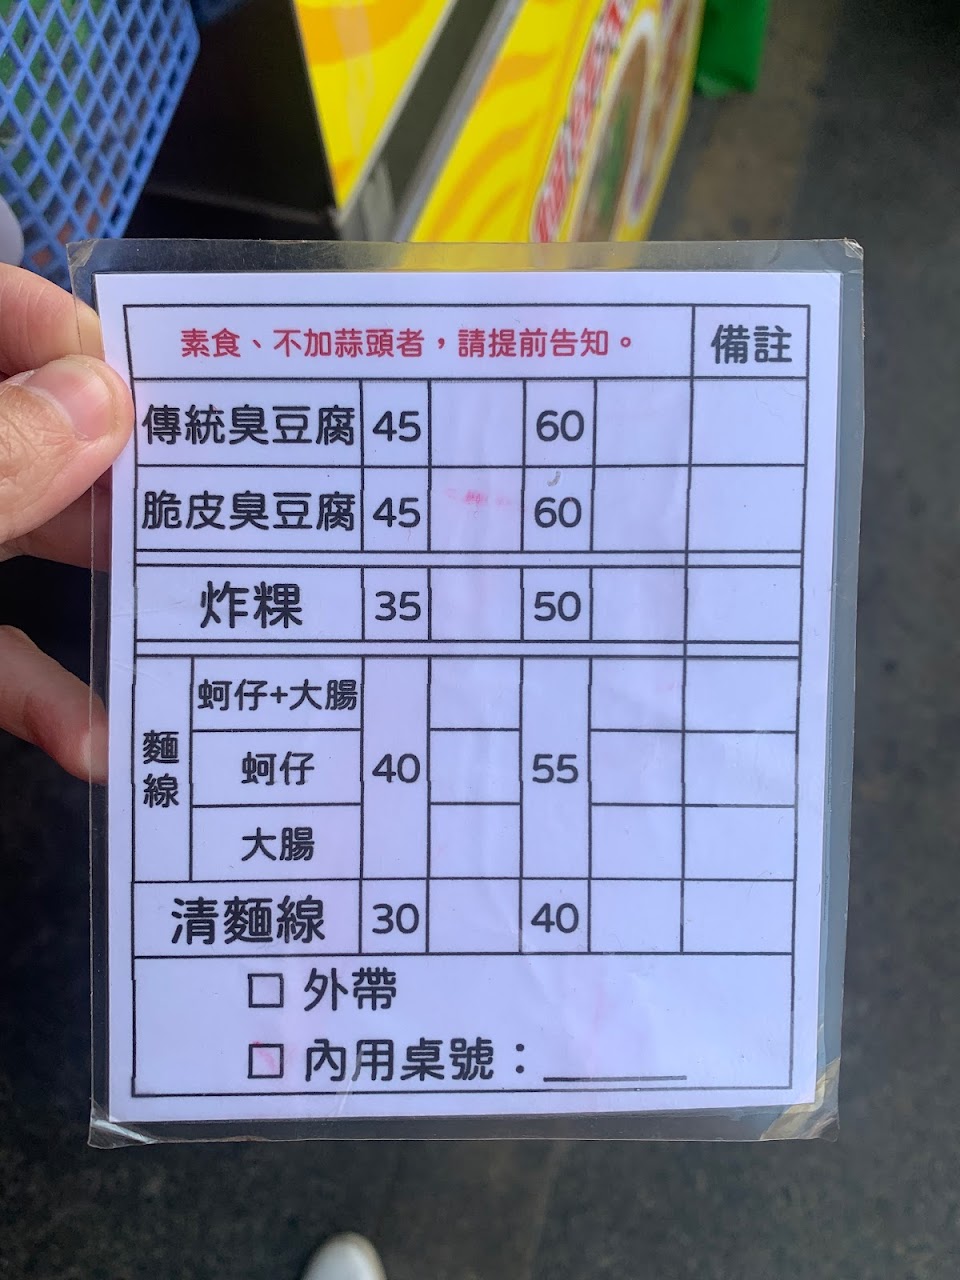 素食、不加蒜頭者，請提前告知。 備註
傳統臭豆腐 45 60
脆皮臭豆腐 45 60
炸粿 35 50
麵線
蚵仔+大腸
蚵仔 40 55
大腸
清麵線 30 40
□ 外帶
□ 內用桌號：______